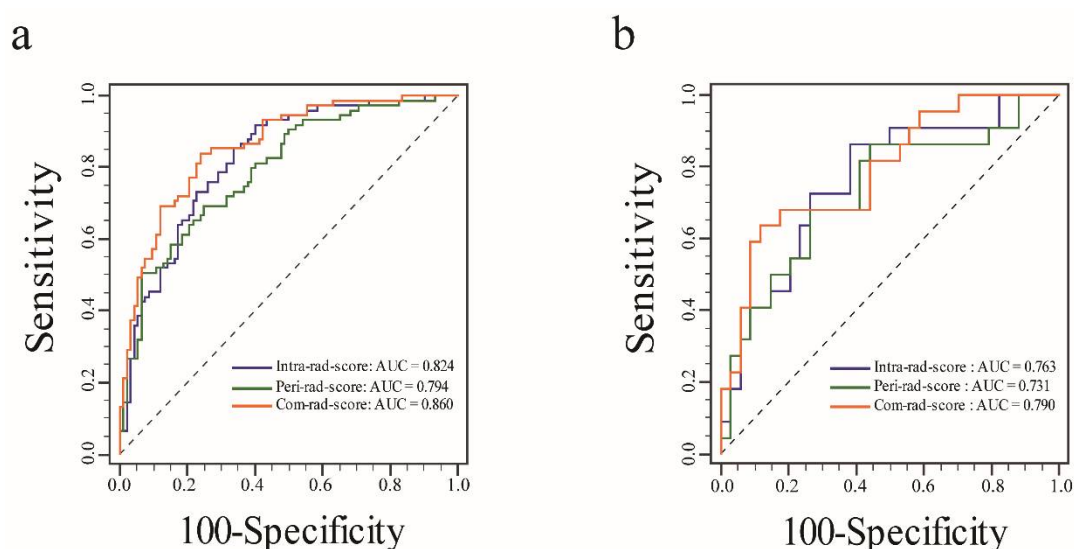 a
Sensitivity
1.0
0.8
0.6
0.4
0.2
0.0
Intra-rad-score: AUC = 0.824
Peri-rad-score: AUC = 0.794
Com-rad-score: AUC = 0.860
0.0 0.2 0.4 0.6 0.8 1.0
100-Specificity
b
Sensitivity
1.0
0.8
0.6
0.4
0.2
0.0
Intra-rad-score : AUC = 0.763
Peri-rad-score : AUC = 0.731
Com-rad-score : AUC = 0.790
0.0 0.2 0.4 0.6 0.8 1.0
100-Specificity